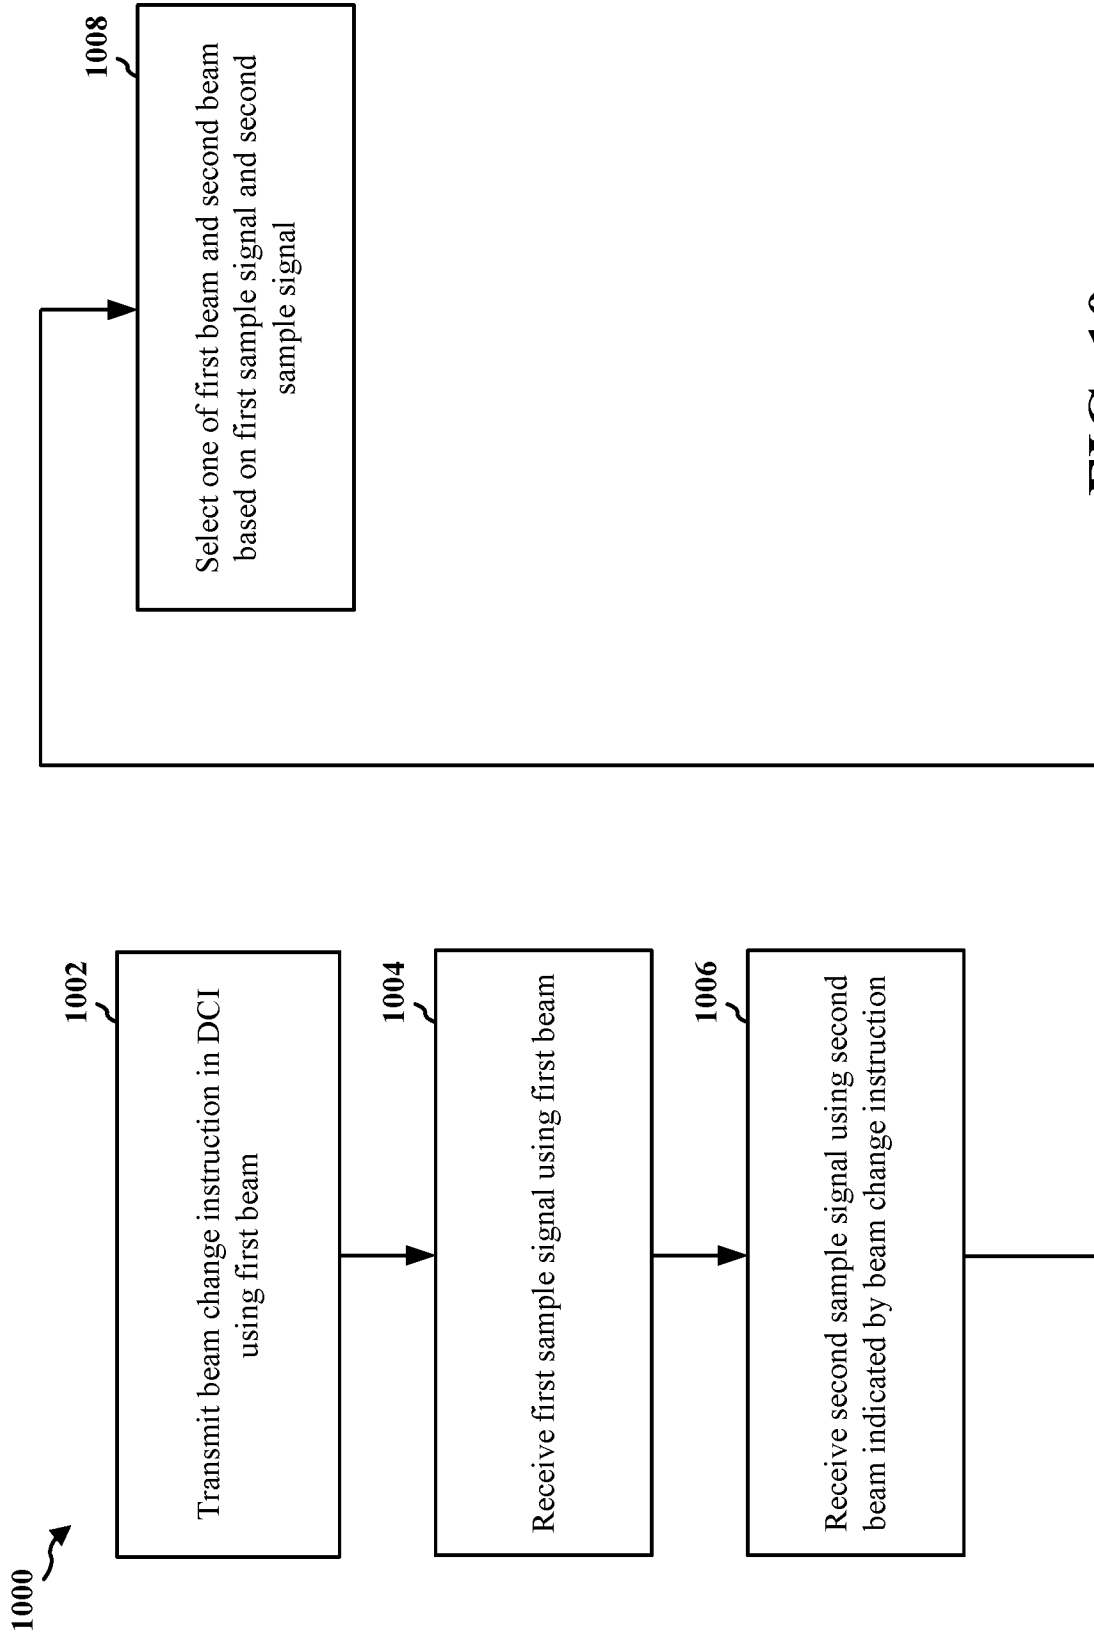 1000
1002
Transmit beam change instruction in DCI
using first beam
1004
Receive first sample signal using first beam
1006
Receive second sample signal using second
beam indicated by beam change instruction
1008
Select one of first beam and second beam
based on first sample signal and second
sample signal